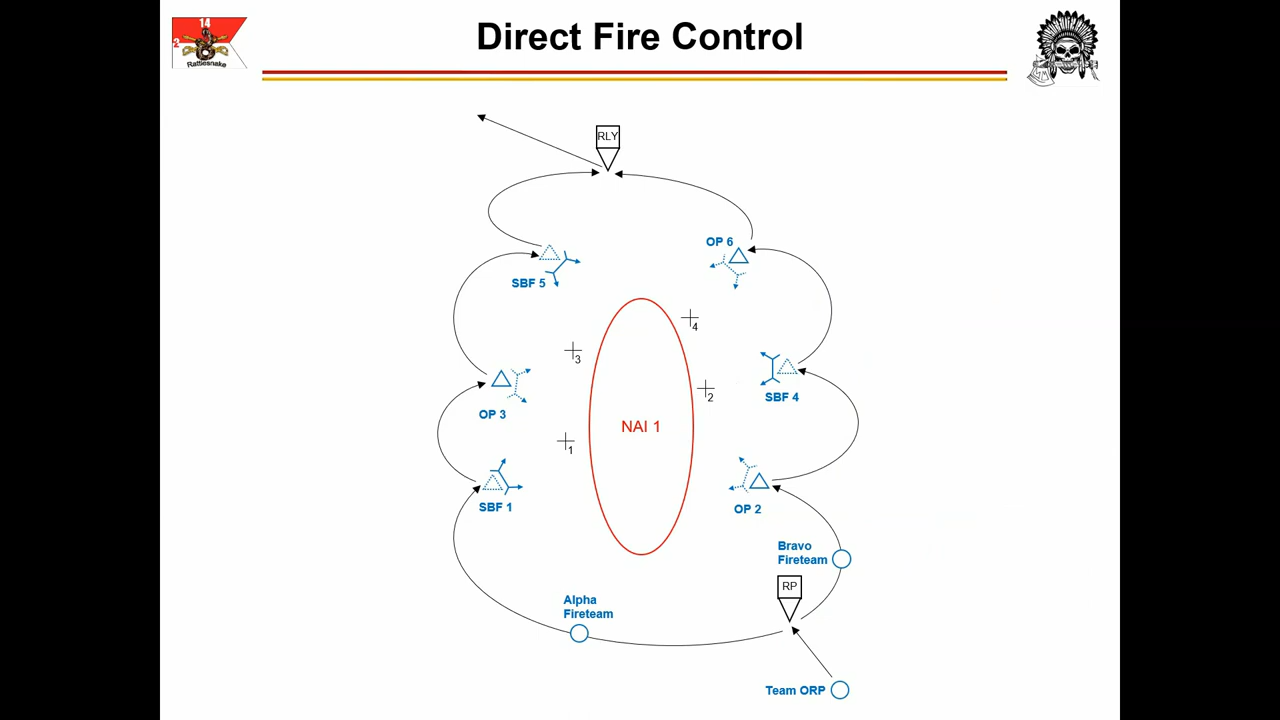 14
2
Rattlesnake
Direct Fire Control
RLY
OP 6
SBF 5
4
3
2
SBF 4
OP 3
NAI 1
1
SBF 1
OP 2
Bravo
Fireteam
RP
Alpha
Fireteam
Team ORP